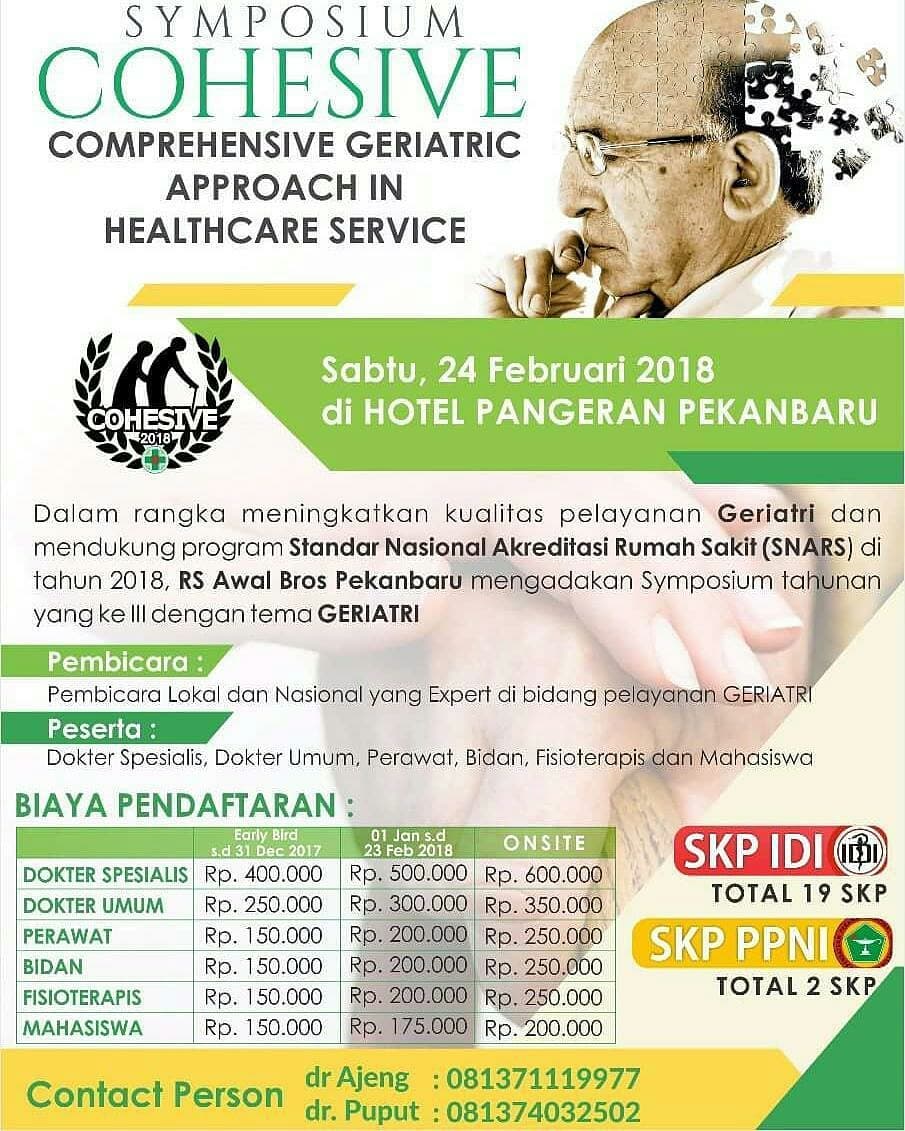 SYMPOSIUM
COHESIVE
COMPREHENSIVE GERIATRIC
APPROACH IN
HEALTHCARE SERVICE
COHESIVE
2018
Sabtu, 24 Februari 2018
di HOTEL PANGERAN PEKANBARU
Dalam rangka meningkatkan kualitas pelayanan Geriatri dan
mendukung program Standar Nasional Akreditasi Rumah Sakit (SNARS) di
tahun 2018, RS Awal Bros Pekanbaru mengadakan Symposium tahunan
yang ke III dengan tema GERIATRI
Pembicara :
Pembicara Lokal dan Nasional yang Expert di bidang pelayanan GERIATRI
Peserta :
Dokter Spesialis, Dokter Umum, Perawat, Bidan, Fisioterapis dan Mahasiswa
BIAYA PENDAFTARAN :
Early Bird
s.d 31 Dec 2017
01 Jan s.d
23 Feb 2018
ONSITE
DOKTER SPESIALIS Rp. 400.000 Rp. 500.000 Rp. 600.000
DOKTER UMUM Rp. 250.000 Rp. 300.000 Rp. 350.000
PERAWAT Rp. 150.000 Rp. 200.000 Rp. 250.000
BIDAN Rp. 150.000 Rp. 200.000 Rp. 250.000
FISIOTERAPIS Rp. 150.000 Rp. 200.000 Rp. 250.000
MAHASISWA Rp. 150.000 Rp. 175.000 Rp. 200.000
SKP IDI
TOTAL 19 SKP
SKP PPNI
TOTAL 2 SKP
Contact Person
dr Ajeng : 081371119977
dr. Puput : 081374032502